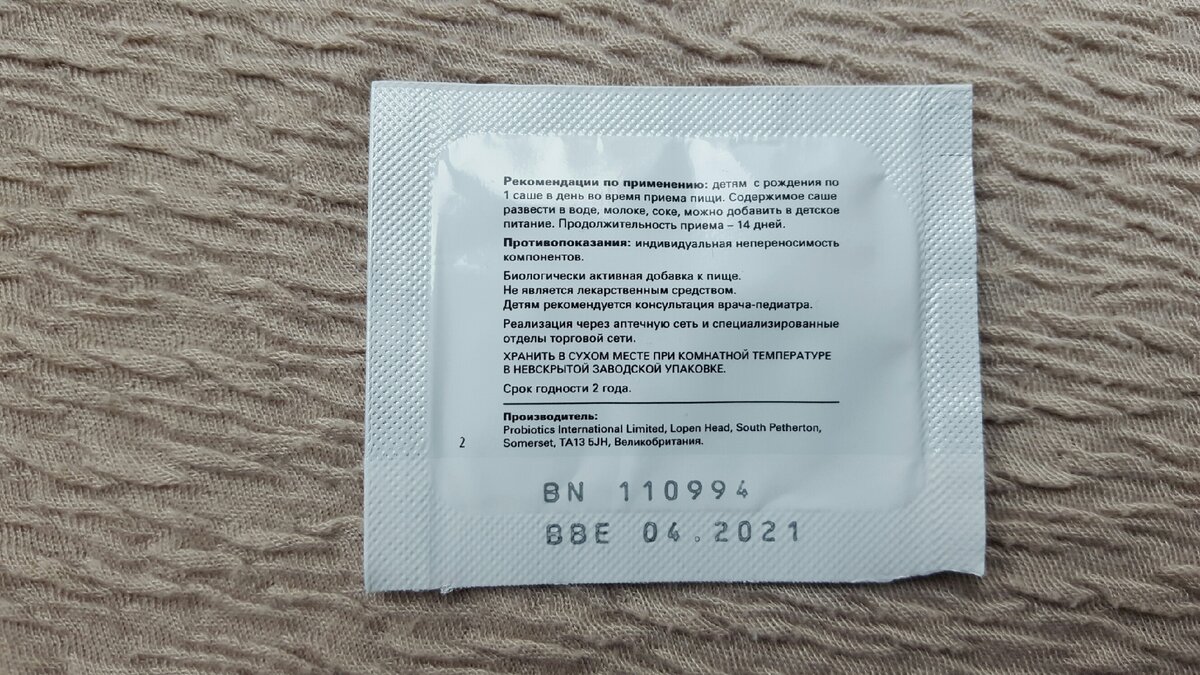 Рекомендации по применению: детям с рождения по
1 саше в день во время приема пищи. Содержимое саше
развести в воде, молоке, соке, можно добавить в детское
питание. Продолжительность приема – 14 дней.
Противопоказания: индивидуальная непереносимость
компонентов.
Биологически активная добавка к пище.
Не является лекарственным средством.
Детям рекомендуется консультация врача-педиатра.
Реализация через аптечную сеть и специализированные
отделы торговой сети.
ХРАНИТЬ В СУХОМ МЕСТЕ ПРИ КОМНАТНОЙ ТЕМПЕРАТУРЕ
В НЕВСКРЫТОЙ ЗАВОДСКОЙ УПАКОВКЕ.
Срок годности 2 года.
Производитель:
Probiotics International Limited, Lopen Head, South Petherton,
Somerset, TA13 5JH, Великобритания.
2
BN 110994
BBE 04.2021